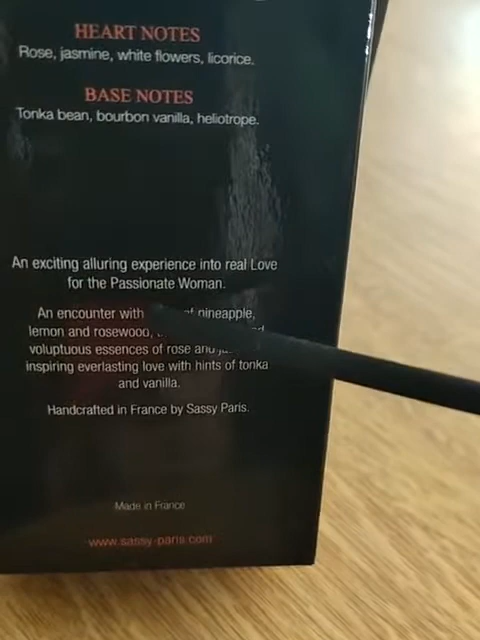 HEART NOTES
Rose, jasmine, white flowers, licorice.
BASE NOTES
Tonka bean, bourbon vanilla, heliotrope.
An exciting alluring experience into real Love
for the Passionate Woman.
An encounter with of pineapple,
lemon and rosewood,
voluptuous essences of rose and
inspiring everlasting love with hints of tonka
and vanilla.
Handcrafted in France by Sassy Paris.
Made in France
www.sassy-paris.com